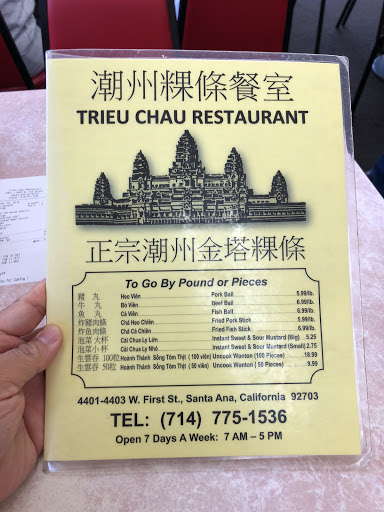 潮州粿條餐室
TRIEU CHAU RESTAURANT
正宗潮州金塔粿條
To Go By Pound or Pieces
豬 丸 Heo Viên Pork Ball 5.99/lb.
牛 丸 Bò Viên Beef Ball 6.99/lb.
魚 丸 Cá Viên Fish Ball 6.99/lb.
炸豬肉條 Chả Heo Chiên Fried Pork Stick 5.99/lb.
炸魚肉條 Chả Cá Chiên Fried Fish Stick 6.99/lb.
泡菜大杯 Cải Chua Ly Lớn Instant Sweet & Sour Mustard (Big) 5.25
泡菜小杯 Cải Chua Ly Nhỏ Instant Sweet & Sour Mustard (Small) 2.75
生雲吞 100粒 Hoành Thánh Sống Tôm Thịt (100 viên) Uncook Wonton (100 Pieces) 18.99
生雲吞 50粒 Hoành Thánh Sống Tôm Thịt (50 viên) Uncook Wonton (50 Pieces) 9.99
4401-4403 W. First St., Santa Ana, California 92703
TEL: (714) 775-1536
Open 7 Days A Week: 7 AM – 5 PM